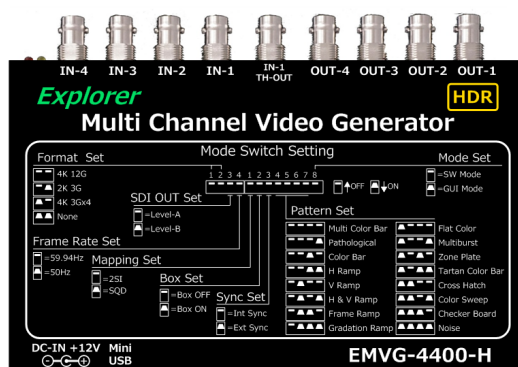 IN-4 IN-3 IN-2 IN-1 IN-1 TH-OUT OUT-4 OUT-3 OUT-2 OUT-1
Explorer
HDR
Multi Channel Video Generator
Mode Switch Setting
Format Set
4K 12G
2K 3G
4K 3Gx4
None
1 2 3 4 1 2 3 4 5 6 7 8
↑OFF ↓ON
Mode Set
=SW Mode
=GUI Mode
SDI OUT Set
=Level-A
=Level-B
Frame Rate Set
=59.94Hz
=50Hz
Mapping Set
=2SI
=SQD
Box Set
=Box OFF
=Box ON
Sync Set
=Int Sync
=Ext Sync
Pattern Set
Multi Color Bar
Pathological
Color Bar
H Ramp
V Ramp
H & V Ramp
Frame Ramp
Gradation Ramp
Flat Color
Multiburst
Zone Plate
Tartan Color Bar
Cross Hatch
Color Sweep
Checker Board
Noise
DC-IN +12V
Mini
USB
EMVG-4400-H